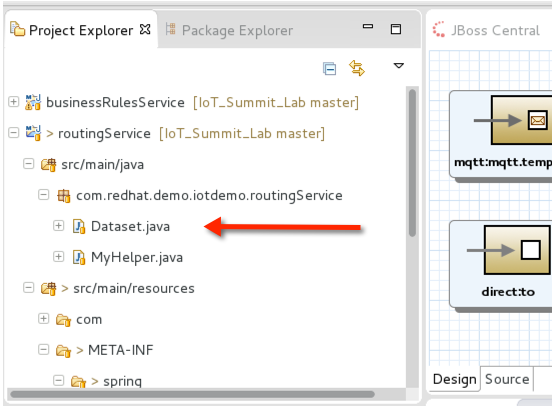 Project Explorer
Package Explorer
businessRulesService [IoT_Summit_Lab master]
> routingService [IoT_Summit_Lab master]
src/main/java
com.redhat.demo.iotdemo.routingService
Dataset.java
MyHelper.java
> src/main/resources
com
> META-INF
> spring
JBoss Central
mqtt:mqtt.temp
direct:to
Design
Source